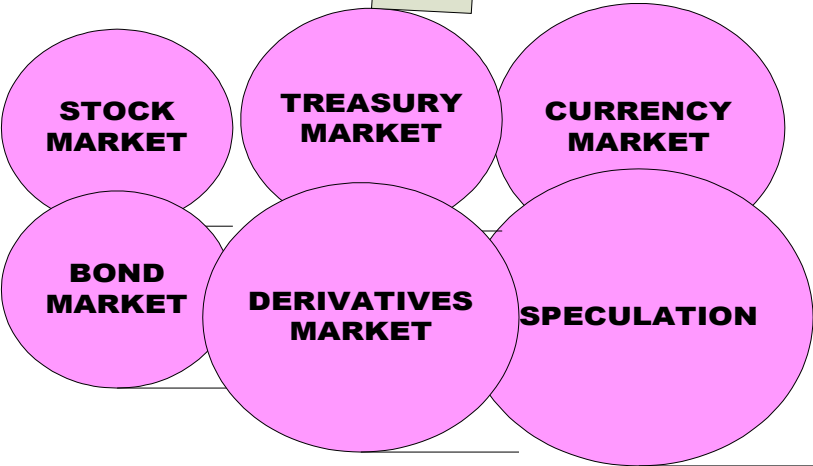 STOCK
MARKET
TREASURY
MARKET
CURRENCY
MARKET
BOND
MARKET
DERIVATIVES
MARKET
SPECULATION